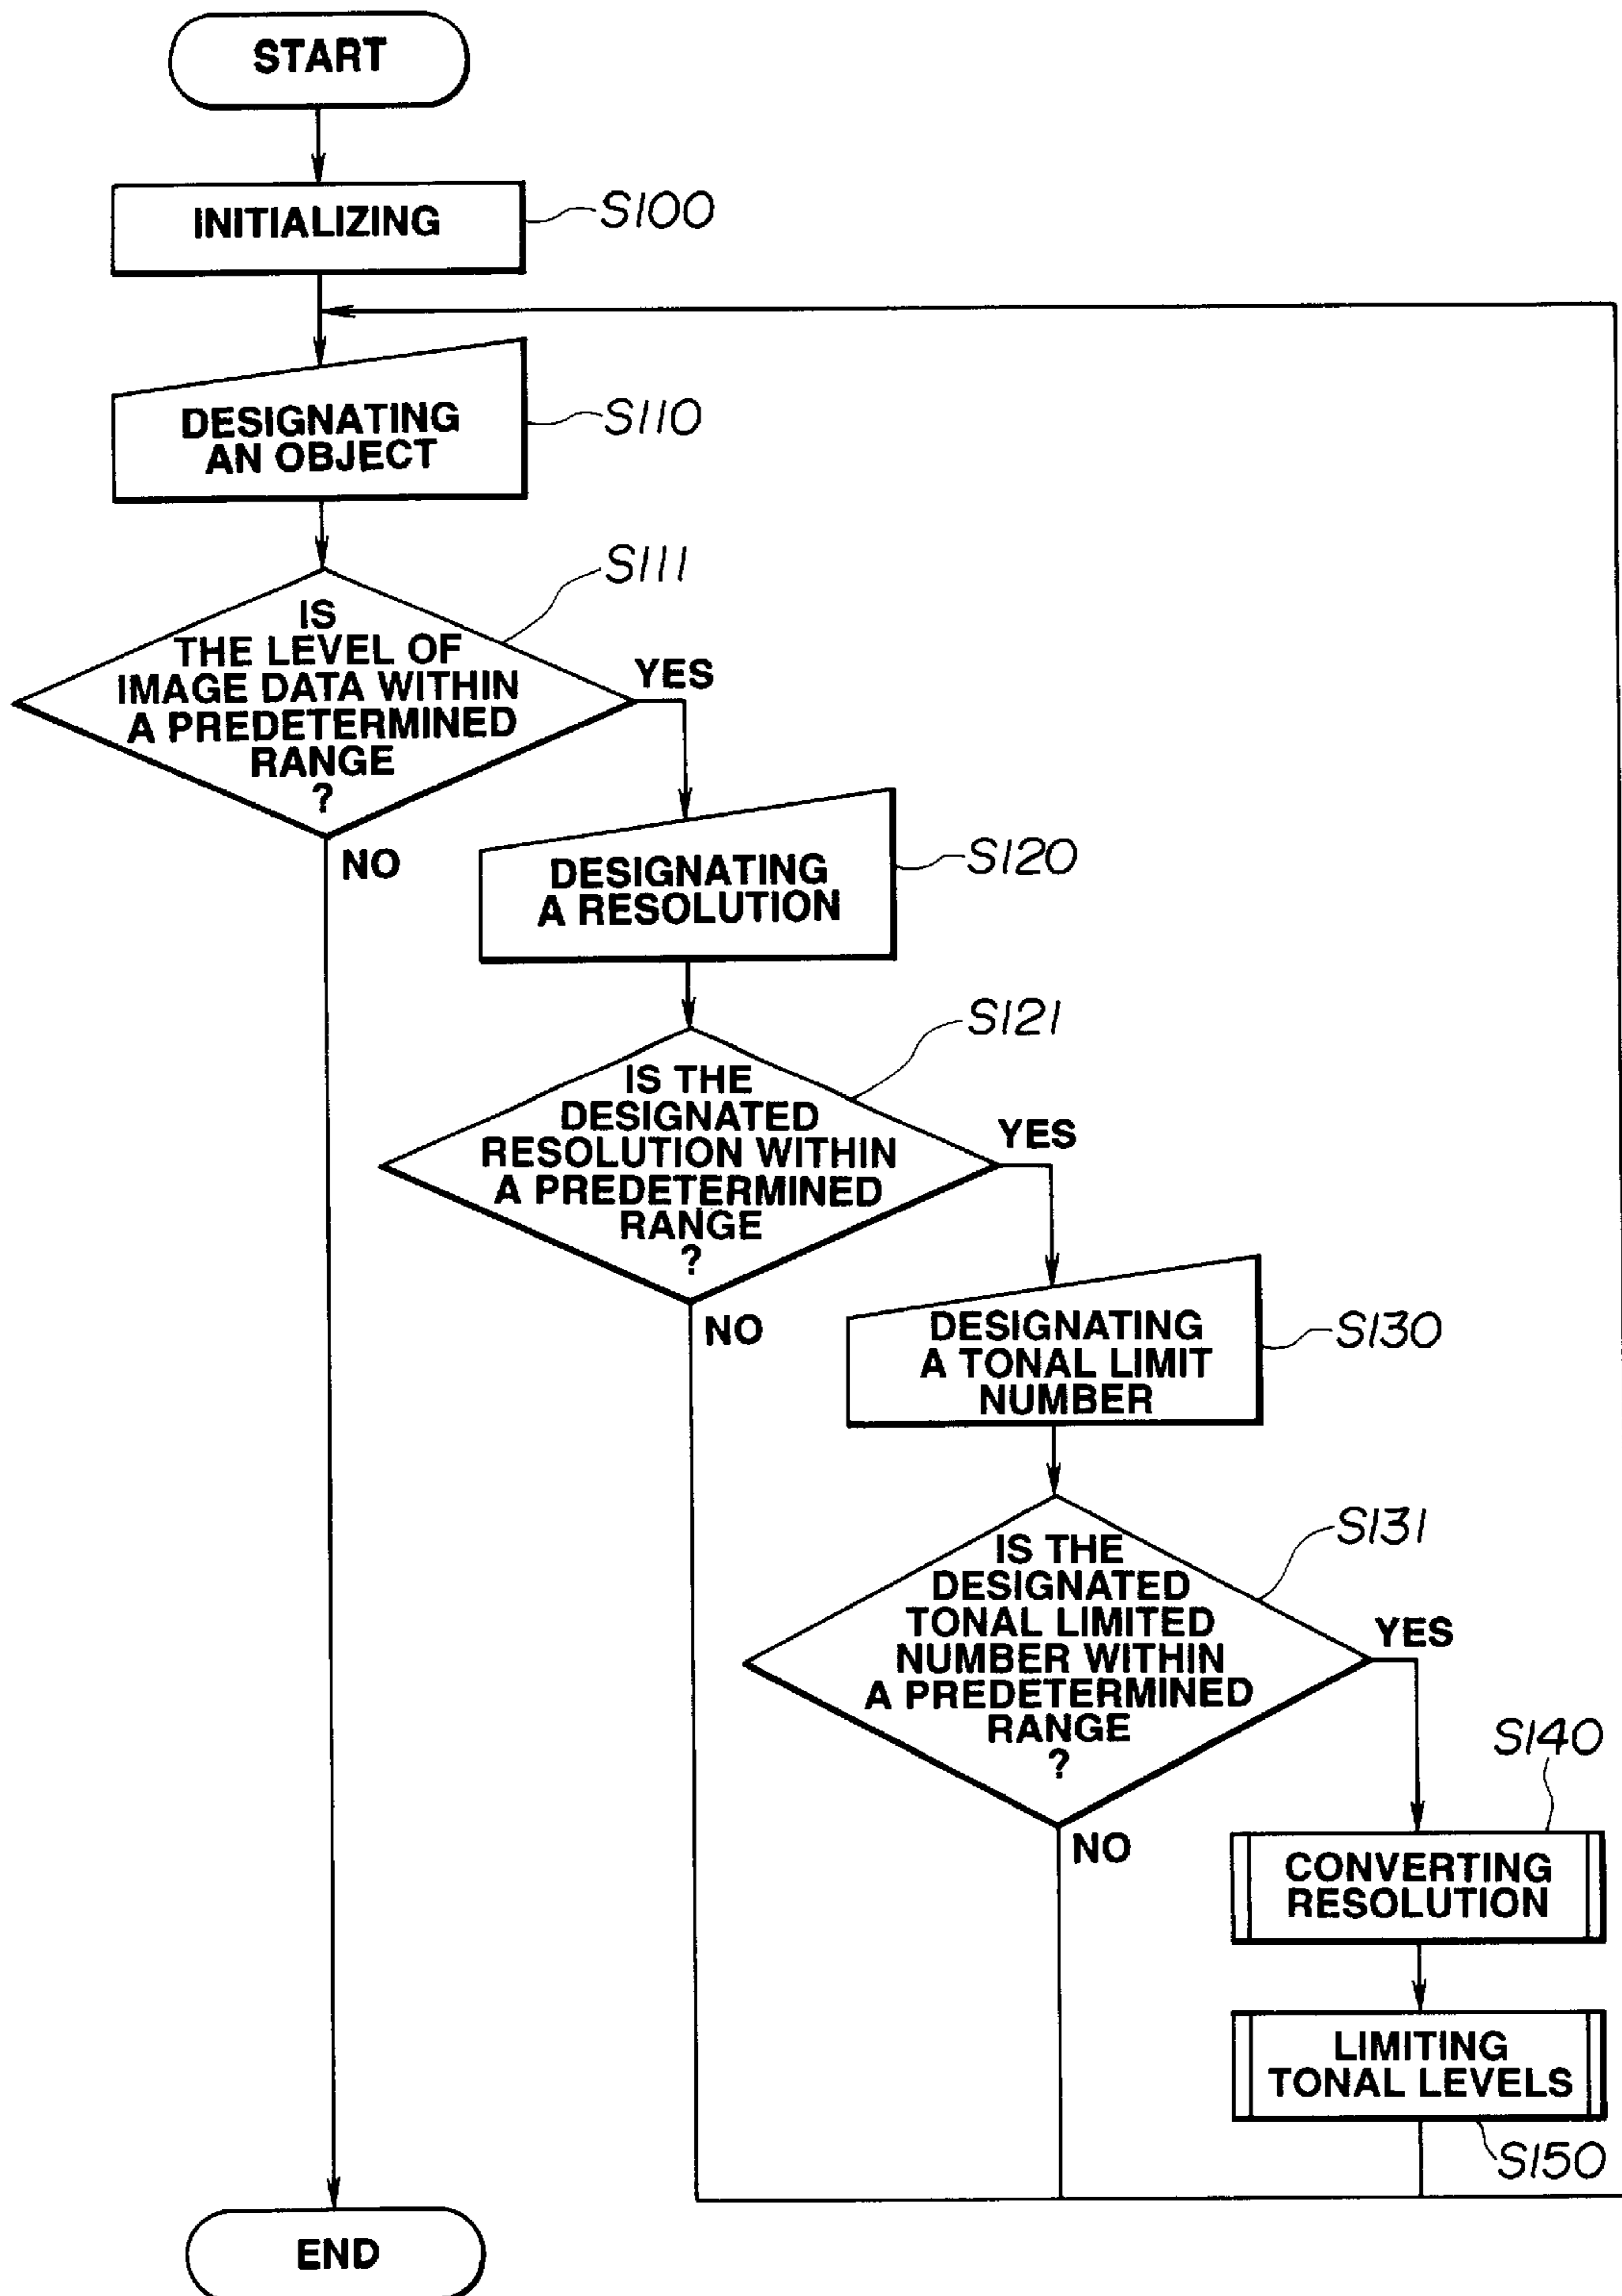 START
INITIALIZING
S100
DESIGNATING
AN OBJECT
S110
S111
IS
THE LEVEL OF
IMAGE DATA WITHIN
A PREDETERMINED
RANGE
?
YES
NO
DESIGNATING
A RESOLUTION
S120
S121
IS THE
DESIGNATED
RESOLUTION WITHIN
A PREDETERMINED
RANGE
?
YES
NO
DESIGNATING
A TONAL LIMIT
NUMBER
S130
S131
IS THE
DESIGNATED
TONAL LIMITED
NUMBER WITHIN
A PREDETERMINED
RANGE
?
YES
NO
S140
CONVERTING
RESOLUTION
LIMITING
TONAL LEVELS
S150
END